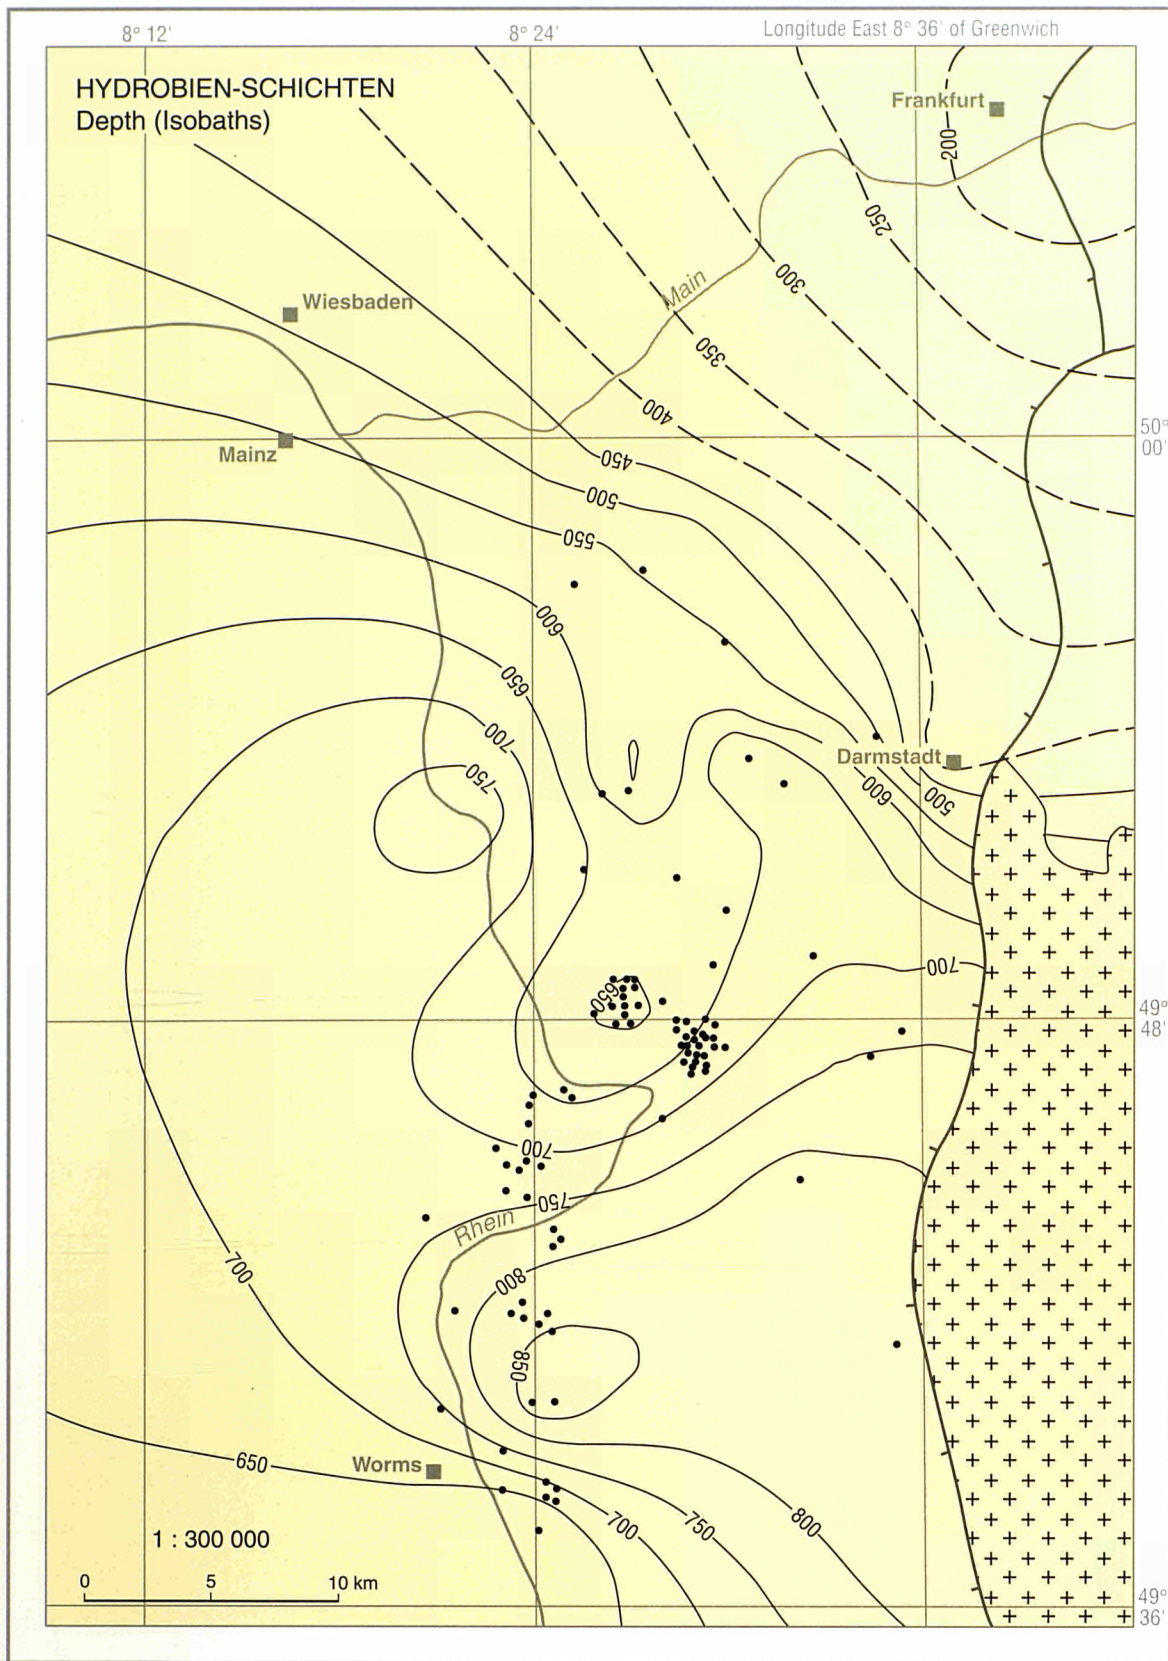 8° 12'
8° 24'
Longitude East 8° 36' of Greenwich
HYDROBIEN-SCHICHTEN
Depth (Isobaths)
Frankfurt
200
250
300
Main
Wiesbaden
350
400
50°
00'
Mainz
450
500
550
600
650
700
750
Darmstadt
600
500
700
650
49°
48'
700
750
Rhein
700
800
850
650
Worms
700
750
800
1 : 300 000
0 5 10 km
49°
36'